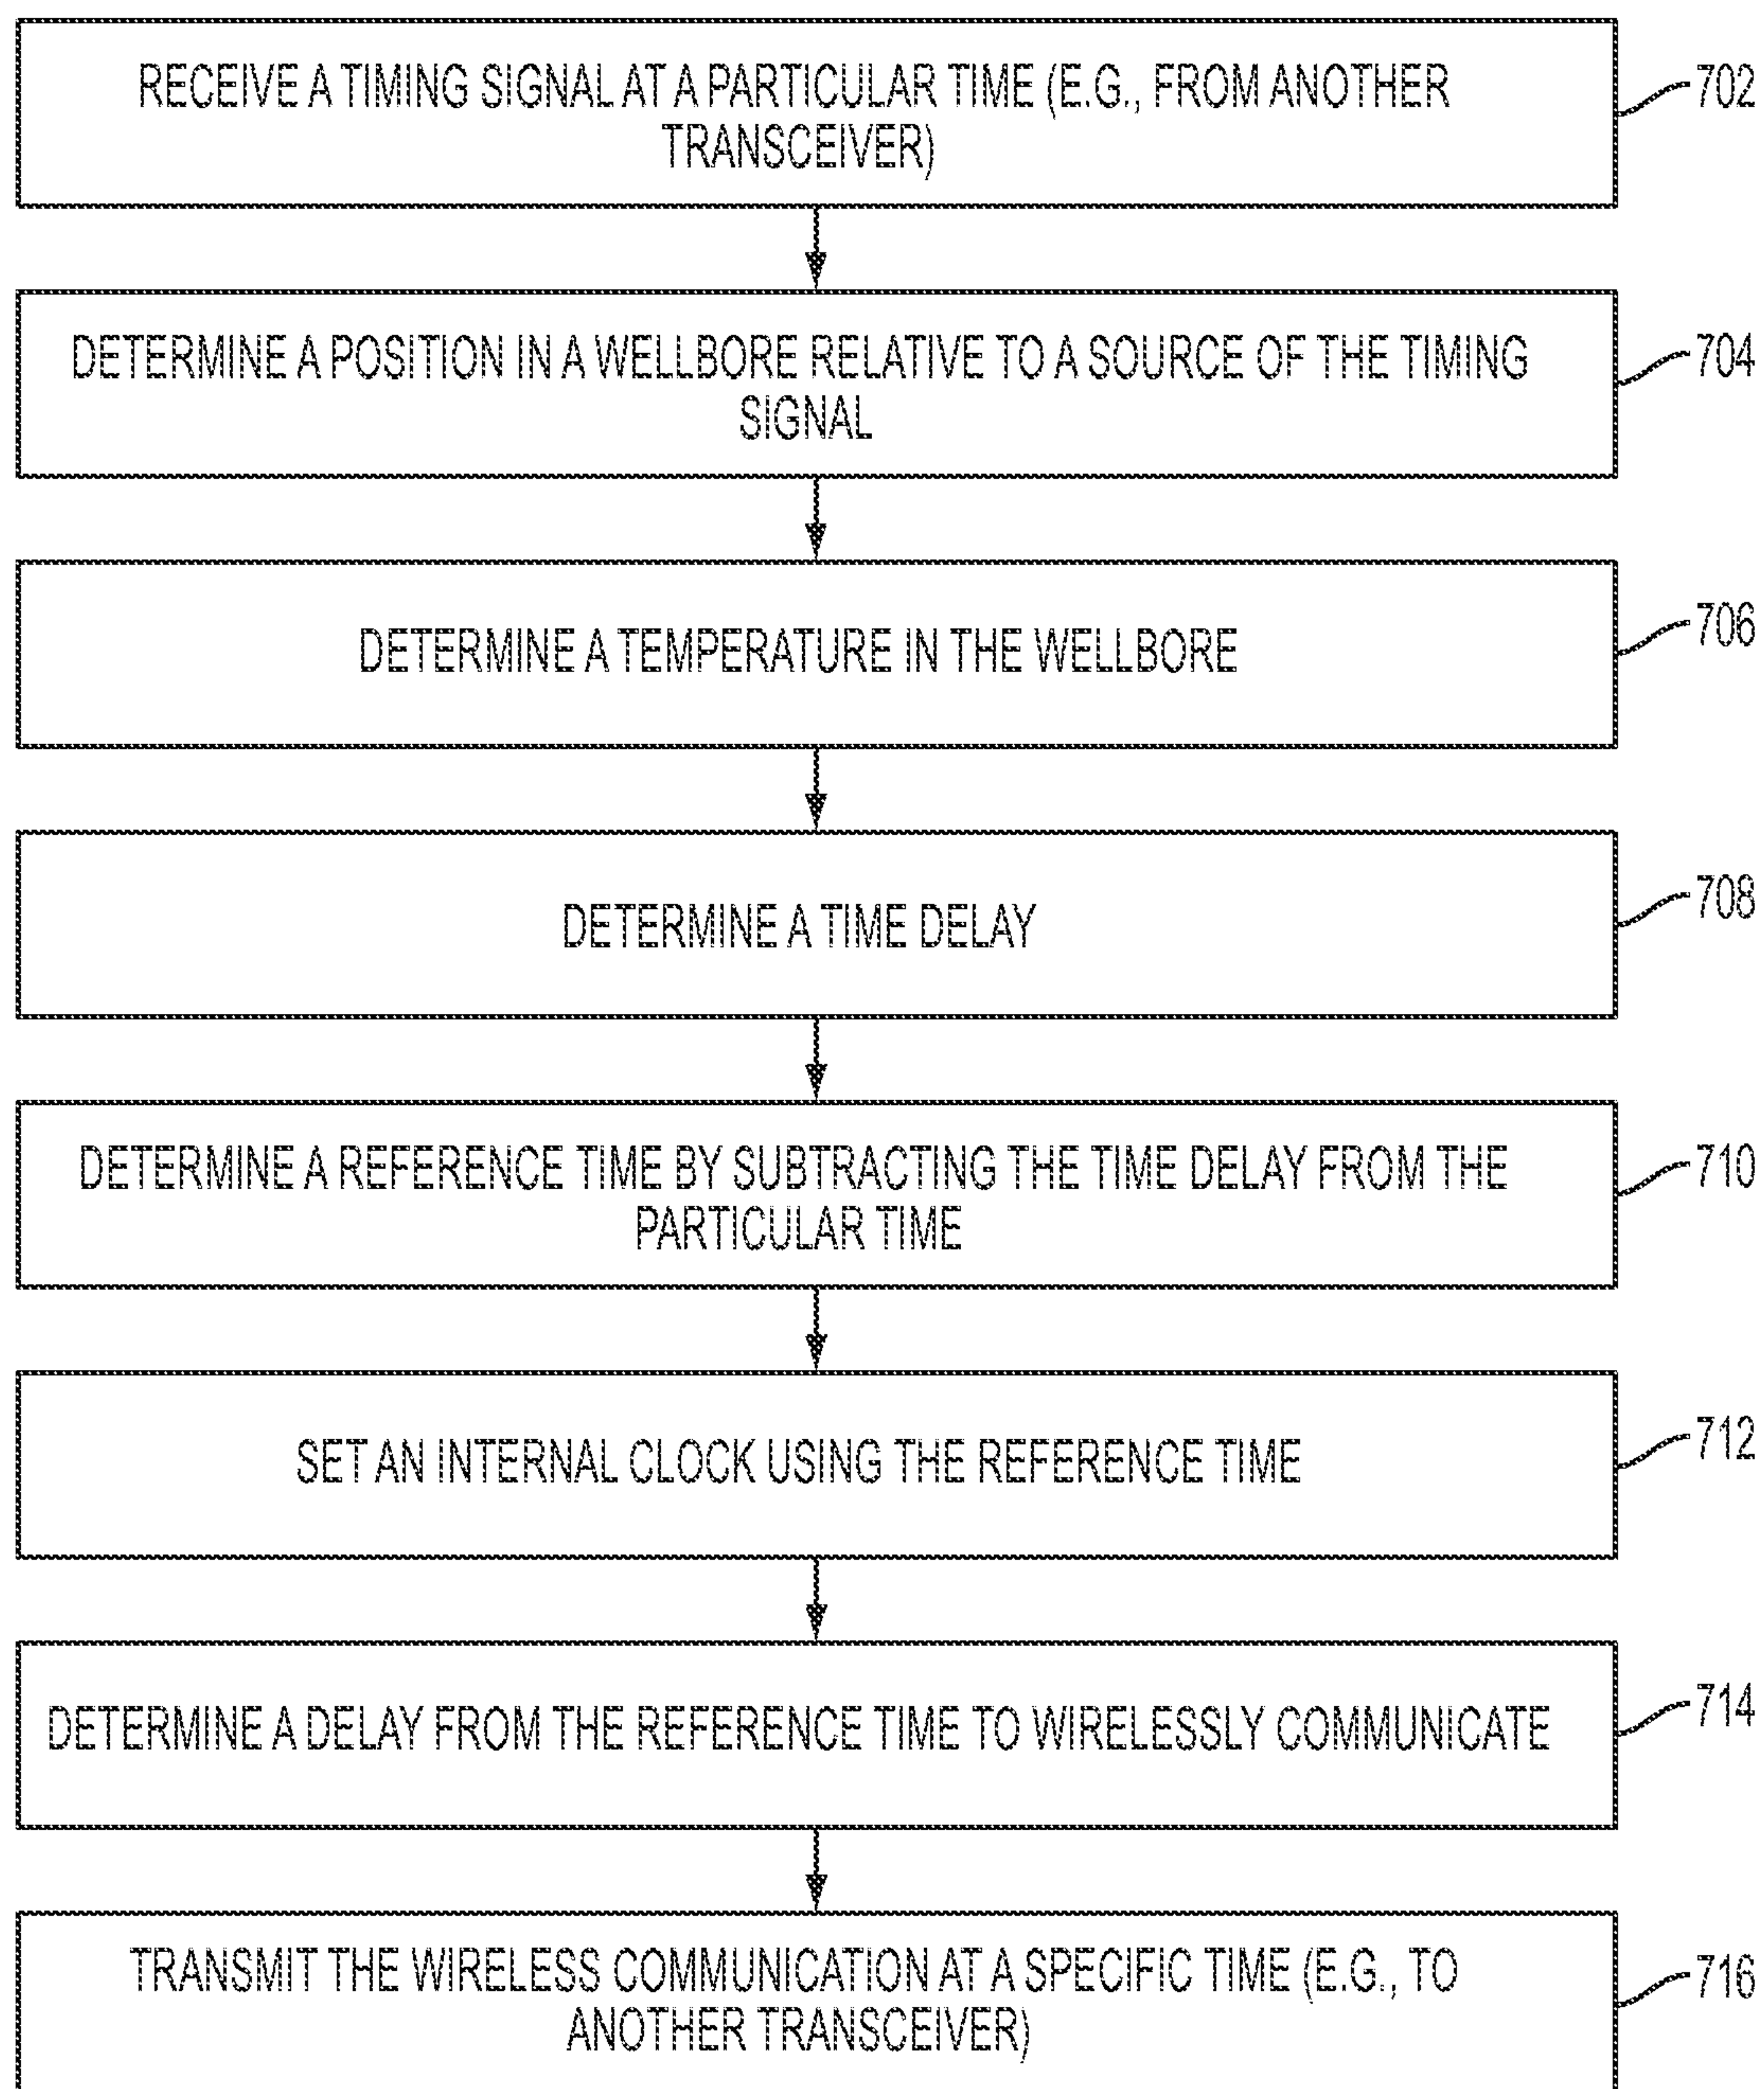 RECEIVE A TIMING SIGNAL AT A PARTICULAR TIME (E.G., FROM ANOTHER
TRANSCEIVER)
702
DETERMINE A POSITION IN A WELLBORE RELATIVE TO A SOURCE OF THE TIMING
SIGNAL
704
DETERMINE A TEMPERATURE IN THE WELLBORE
706
DETERMINE A TIME DELAY
708
DETERMINE A REFERENCE TIME BY SUBTRACTING THE TIME DELAY FROM THE
PARTICULAR TIME
710
SET AN INTERNAL CLOCK USING THE REFERENCE TIME
712
DETERMINE A DELAY FROM THE REFERENCE TIME TO WIRELESSLY COMMUNICATE
714
TRANSMIT THE WIRELESS COMMUNICATION AT A SPECIFIC TIME (E.G., TO
ANOTHER TRANSCEIVER)
716